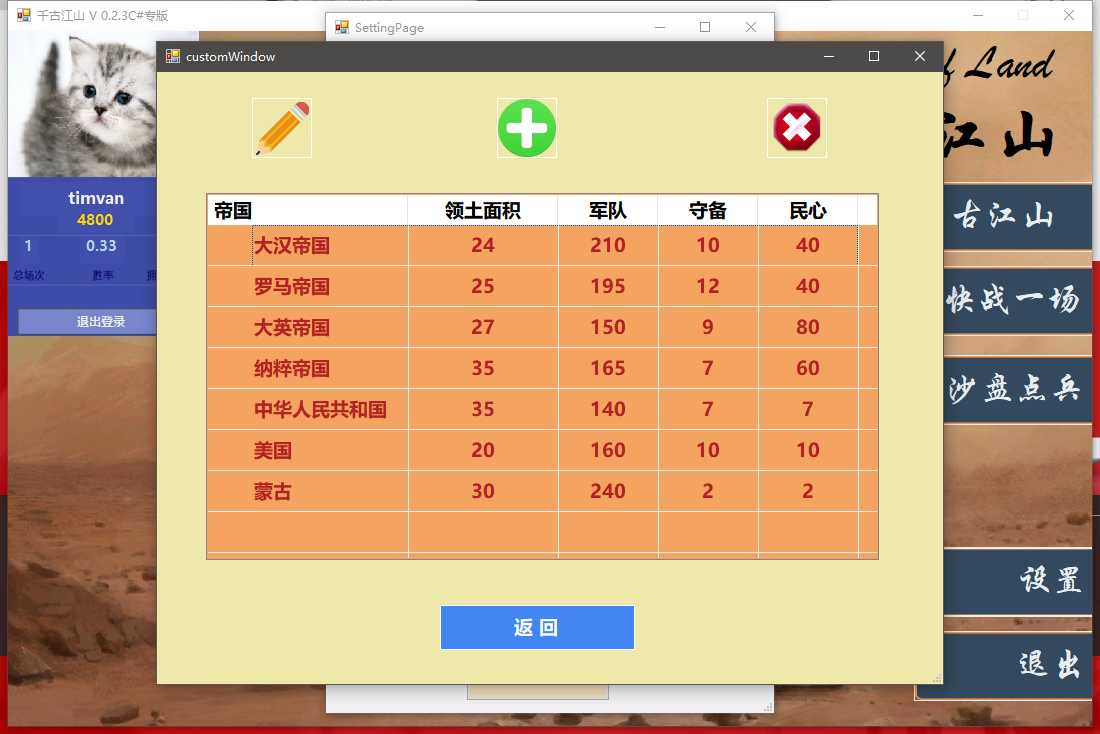 千古江山 V 0.2.3C#专版
SettingPage
customWindow
of Land
江山
timvan
4800
1 0.33
总场次 胜率
退出登录
帝国 领土面积 军队 守备 民心
大汉帝国 24 210 10 40
罗马帝国 25 195 12 40
大英帝国 27 150 9 80
纳粹帝国 35 165 7 60
中华人民共和国 35 140 7 7
美国 20 160 10 10
蒙古 30 240 2 2
返 回
古江山
快战一场
沙盘点兵
设置
退出